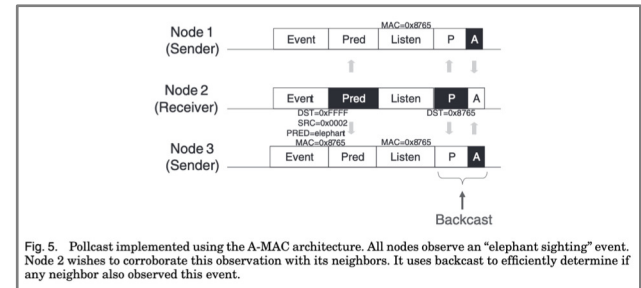 MAC=0x8765
Node 1
(Sender)
Event Pred Listen P A
Node 2
(Receiver)
Event Pred Listen P A
DST=0xFFFF
SRC=0x0002
PRED=elephant
MAC=0x8765
DST=0x8765
Node 3
(Sender)
MAC=0x8765
Event Pred Listen P A
Backcast
Fig. 5. Pollcast implemented using the A-MAC architecture. All nodes observe an “elephant sighting” event.
Node 2 wishes to corroborate this observation with its neighbors. It uses backcast to efficiently determine if
any neighbor also observed this event.